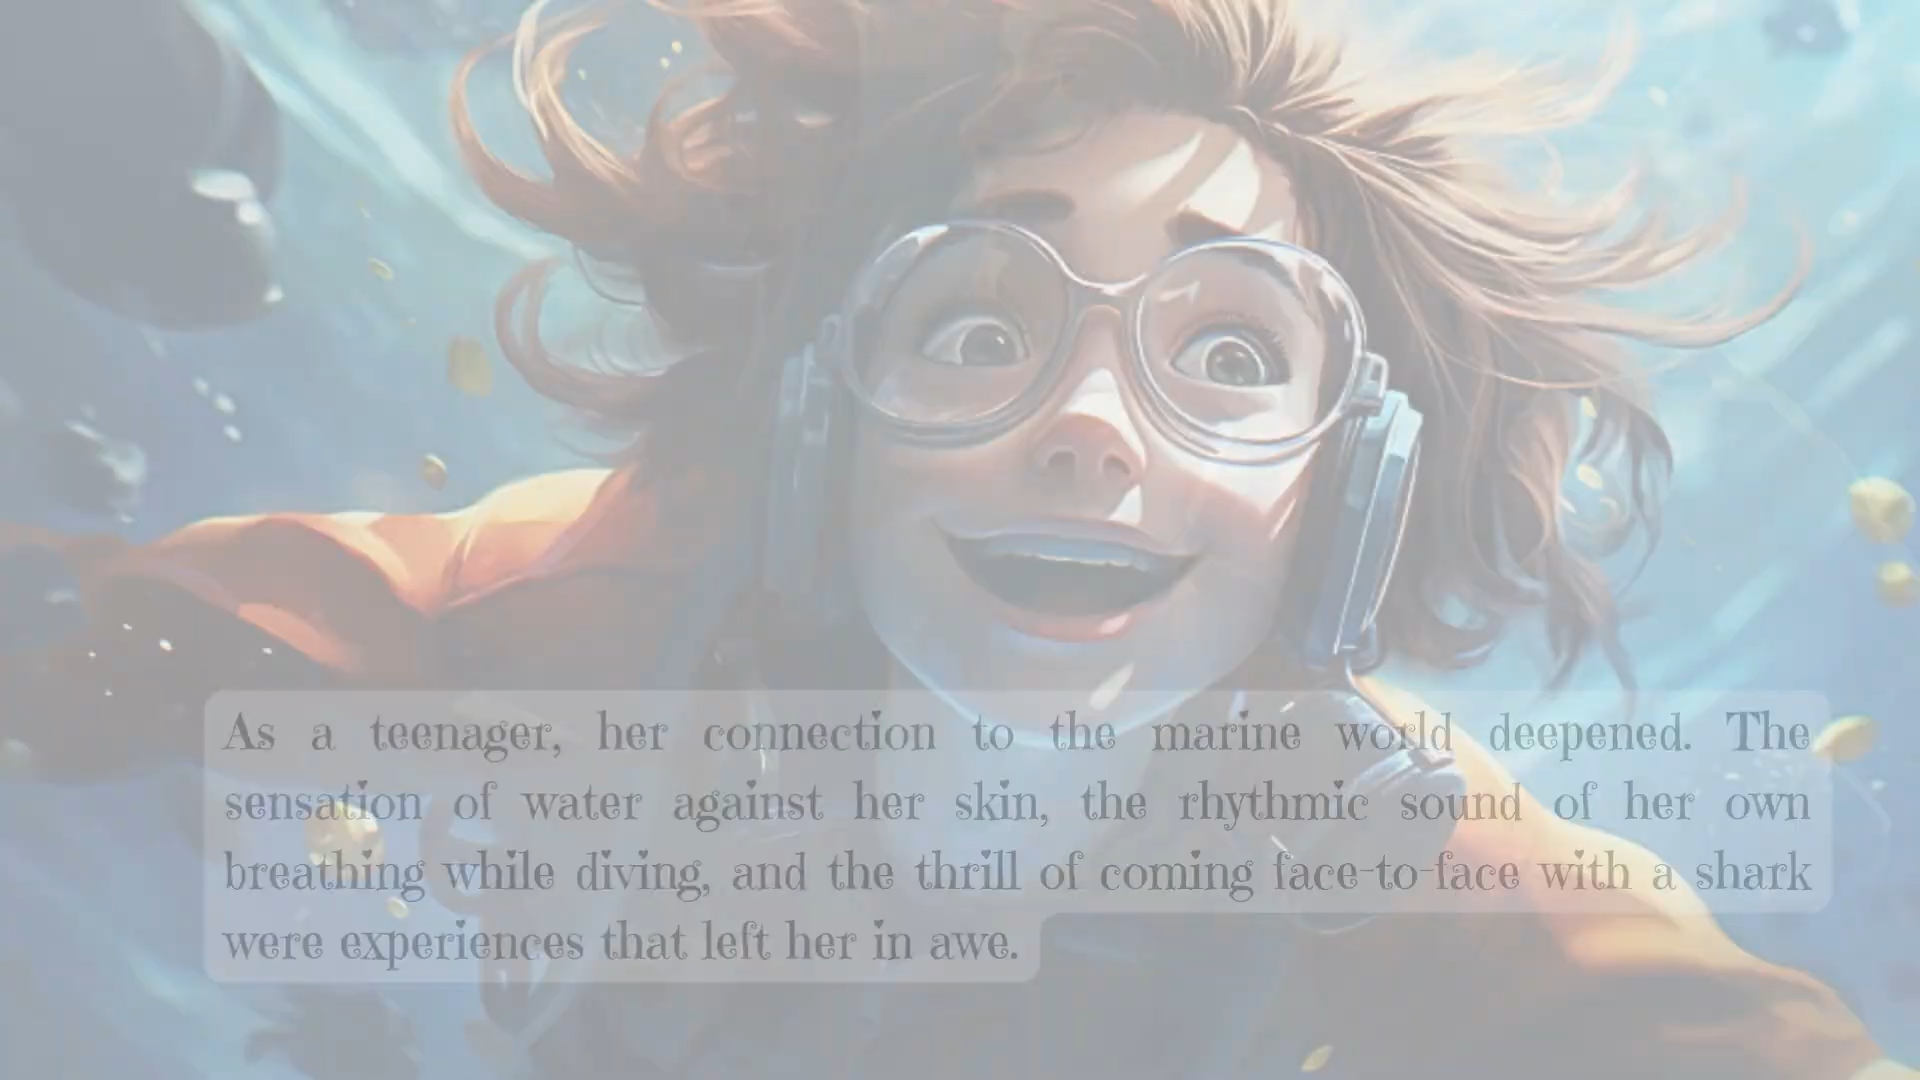 As a teenager, her connection to the marine world deepened. The
sensation of water against her skin, the rhythmic sound of her own
breathing while diving, and the thrill of coming face-to-face with a shark
were experiences that left her in awe.